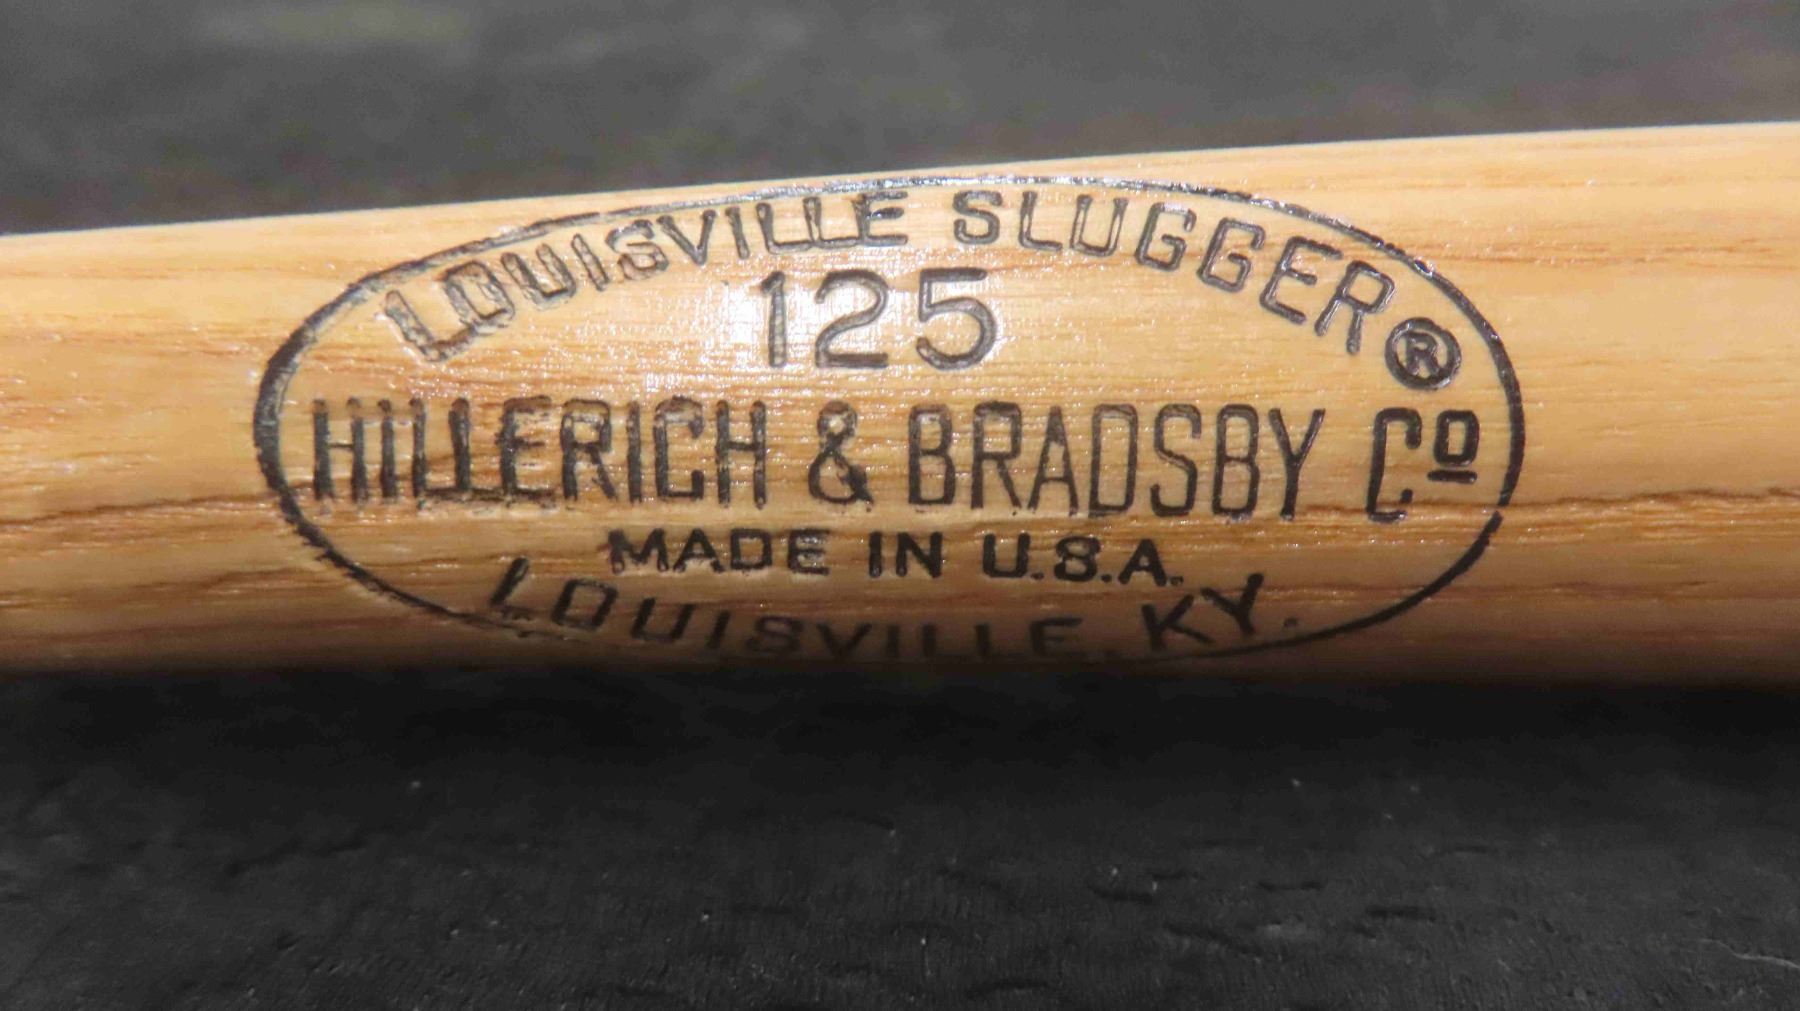 LOUISVILLE SLUGGER®
125
HILLERICH & BRADSBY Cº
MADE IN U.S.A.
LOUISVILLE, KY.